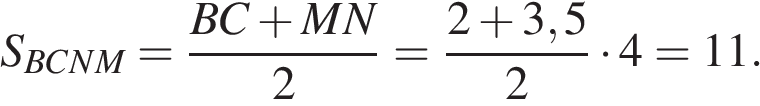 $S_{BCNM} = \frac{BC + MN}{2} = \frac{2 + 3,5}{2} \cdot 4 = 11.$